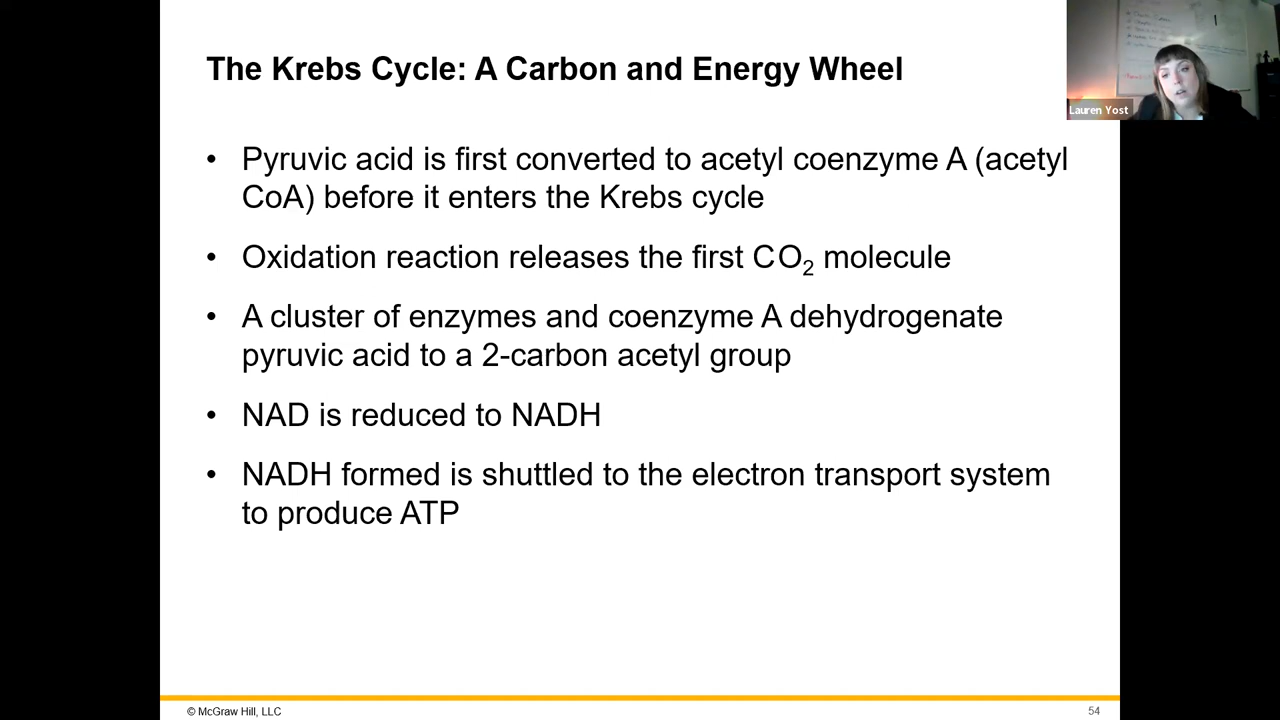 The Krebs Cycle: A Carbon and Energy Wheel
Lauren Yost
• Pyruvic acid is first converted to acetyl coenzyme A (acetyl
CoA) before it enters the Krebs cycle
• Oxidation reaction releases the first CO₂ molecule
• A cluster of enzymes and coenzyme A dehydrogenate
pyruvic acid to a 2-carbon acetyl group
• NAD is reduced to NADH
• NADH formed is shuttled to the electron transport system
to produce ATP
© McGraw Hill, LLC
54